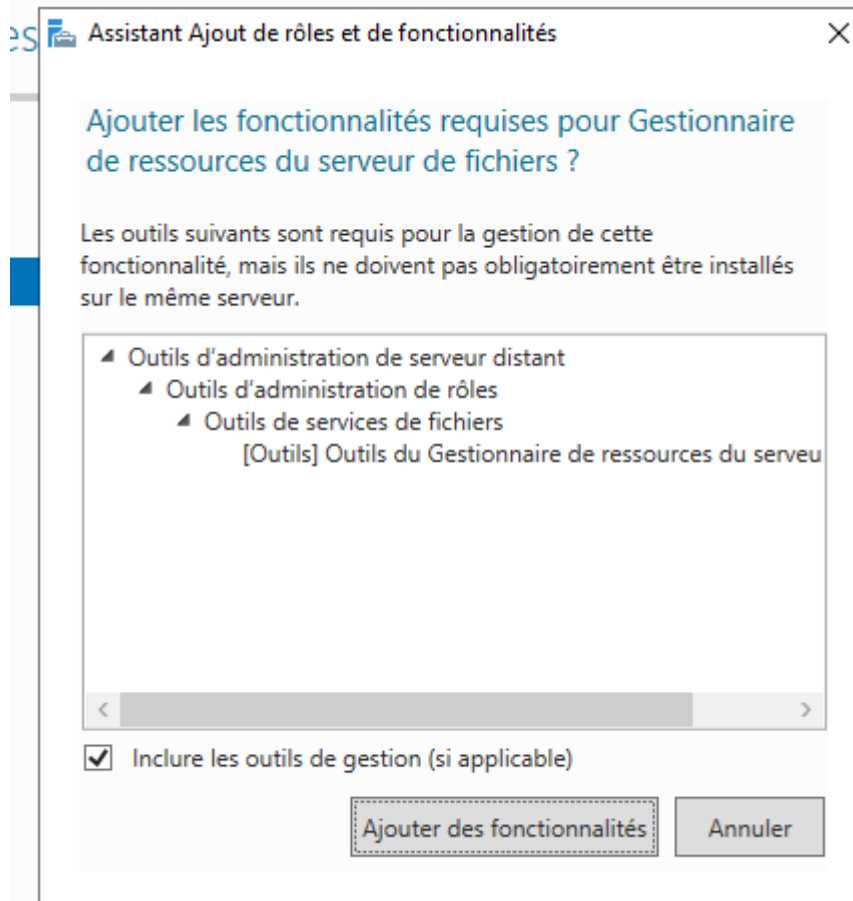 es
Assistant Ajout de rôles et de fonctionnalités
Ajouter les fonctionnalités requises pour Gestionnaire
de ressources du serveur de fichiers ?
Les outils suivants sont requis pour la gestion de cette
fonctionnalité, mais ils ne doivent pas obligatoirement être installés
sur le même serveur.
Outils d'administration de serveur distant
Outils d'administration de rôles
Outils de services de fichiers
[Outils] Outils du Gestionnaire de ressources du serveu
Inclure les outils de gestion (si applicable)
Ajouter des fonctionnalités
Annuler